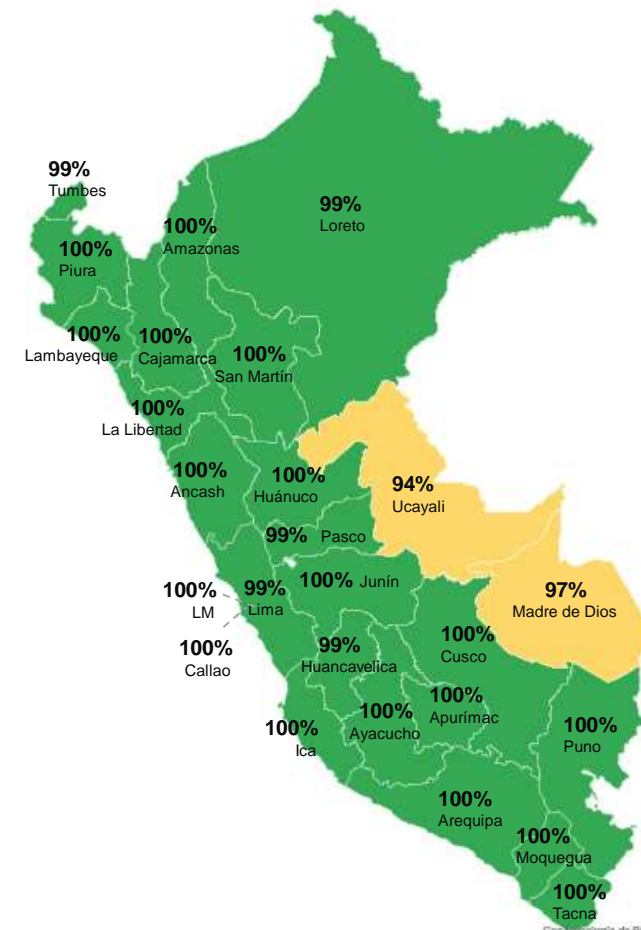 99%
Tumbes
99%
Loreto
100%
Amazonas
100%
Piura
100%
Lambayeque
100%
Cajamarca
100%
San Martín
100%
La Libertad
100%
Ancash
100%
Huánuco
94%
Ucayali
99% Pasco
100% Junín
100%
LM
99%
Lima
97%
Madre de Dios
100%
Callao
99%
Huancavelica
100%
Cusco
100%
Ica
100%
Ayacucho
100%
Apurímac
100%
Puno
100%
Arequipa
100%
Moquegua
100%
Tacna